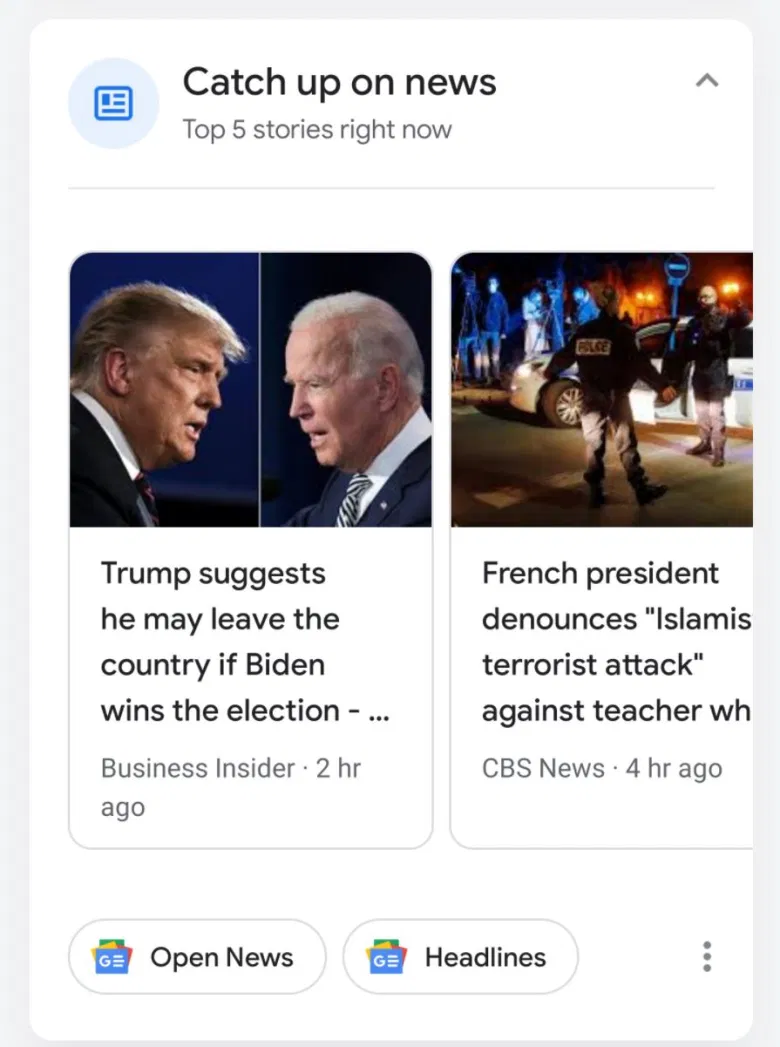 Catch up on news
Top 5 stories right now
POLICE
Trump suggests
he may leave the
country if Biden
wins the election - ...
Business Insider · 2 hr
ago
French president
denounces "Islamis
terrorist attack"
against teacher wh
CBS News · 4 hr ago
GE Open News
GE Headlines